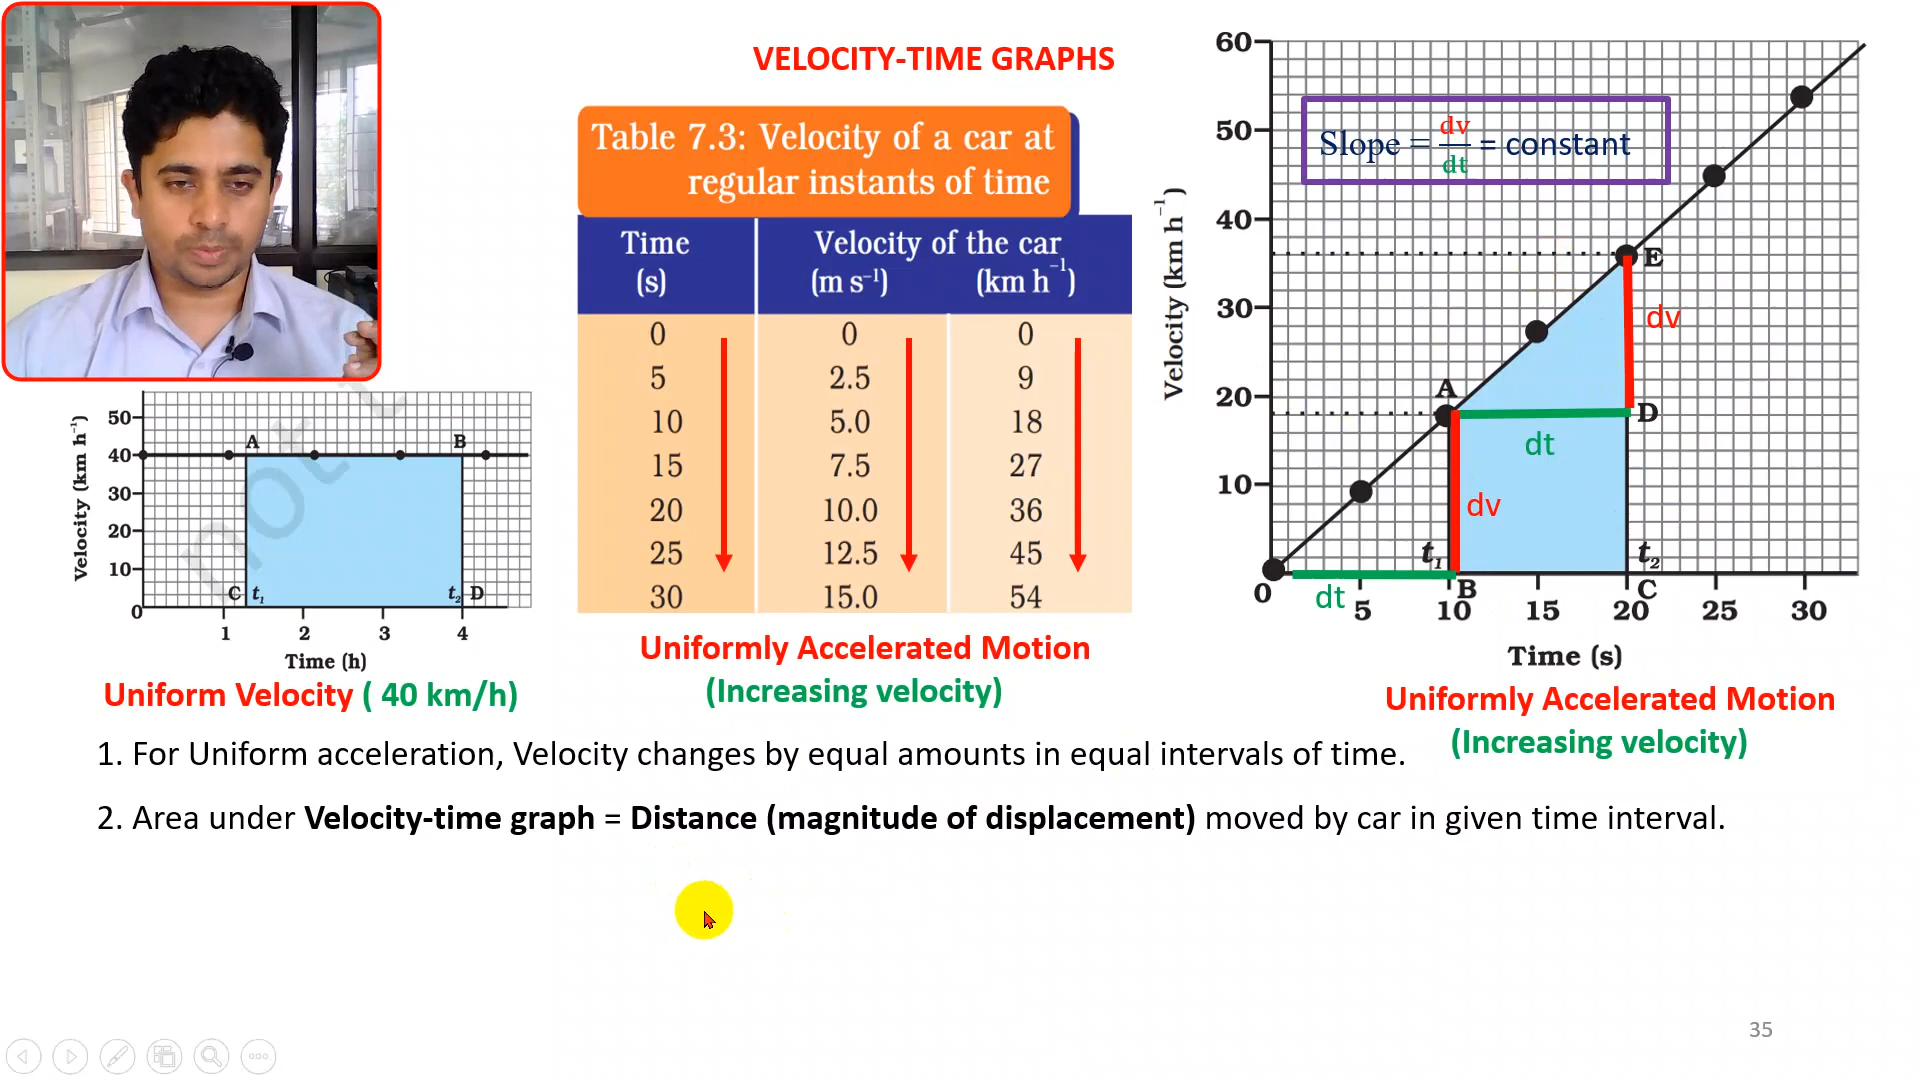 VELOCITY-TIME GRAPHS
Table 7.3: Velocity of a car at
regular instants of time
Time Velocity of the car
(s) (m s⁻¹) (km h⁻¹)
0 0 0
5 2.5 9
10 5.0 18
15 7.5 27
20 10.0 36
25 12.5 45
30 15.0 54
Uniformly Accelerated Motion
(Increasing velocity)
not
Velocity (km h⁻¹)
50
40
30
20
10
0
A B
C t₁ t₂ D
1 2 3 4
Time (h)
Uniform Velocity ( 40 km/h)
Velocity (km h⁻¹)
60
50
40
30
20
10
Slope = dv/dt = constant
E
dv
A
D
dt
dv
t₁ t₂
B C
dt
0 5 10 15 20 25 30
Time (s)
Uniformly Accelerated Motion
(Increasing velocity)
1. For Uniform acceleration, Velocity changes by equal amounts in equal intervals of time.
2. Area under Velocity-time graph = Distance (magnitude of displacement) moved by car in given time interval.
35